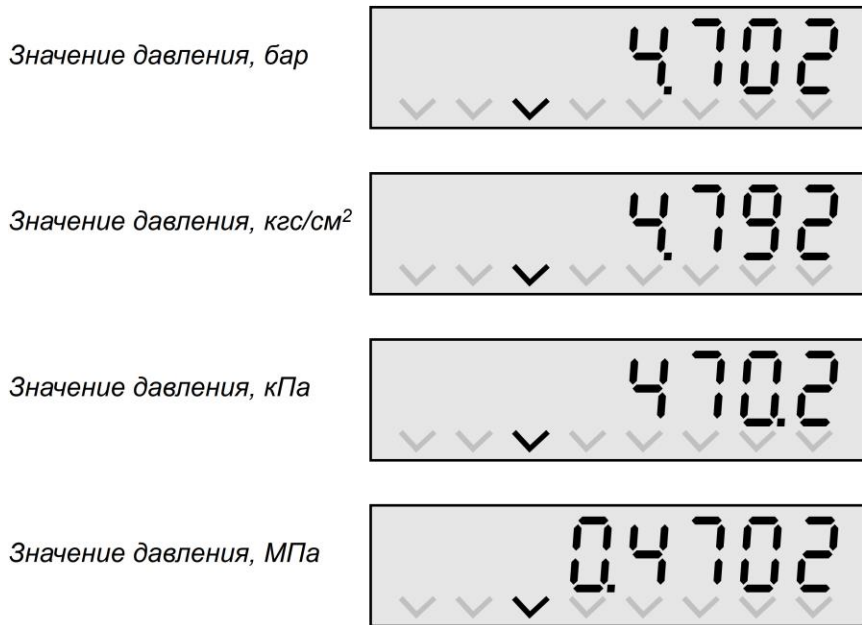 Значение давления, бар 4.702
Значение давления, кгс/см² 4.792
Значение давления, кПа 470.2
Значение давления, МПа 0.4702